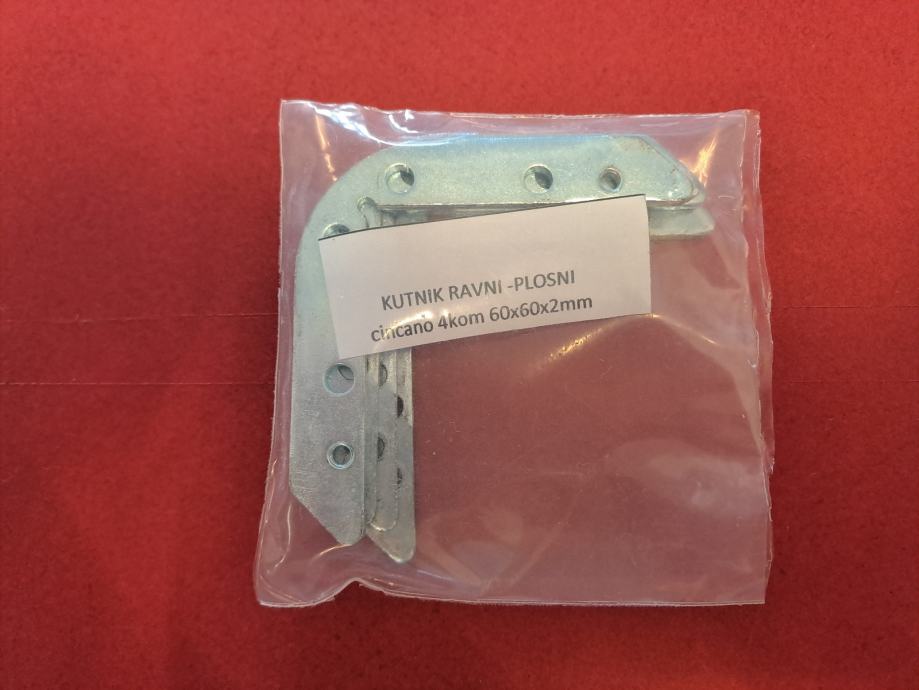 KUTNiK RAVNI -PLOSNI
cincano 4kom 60x60x2mm